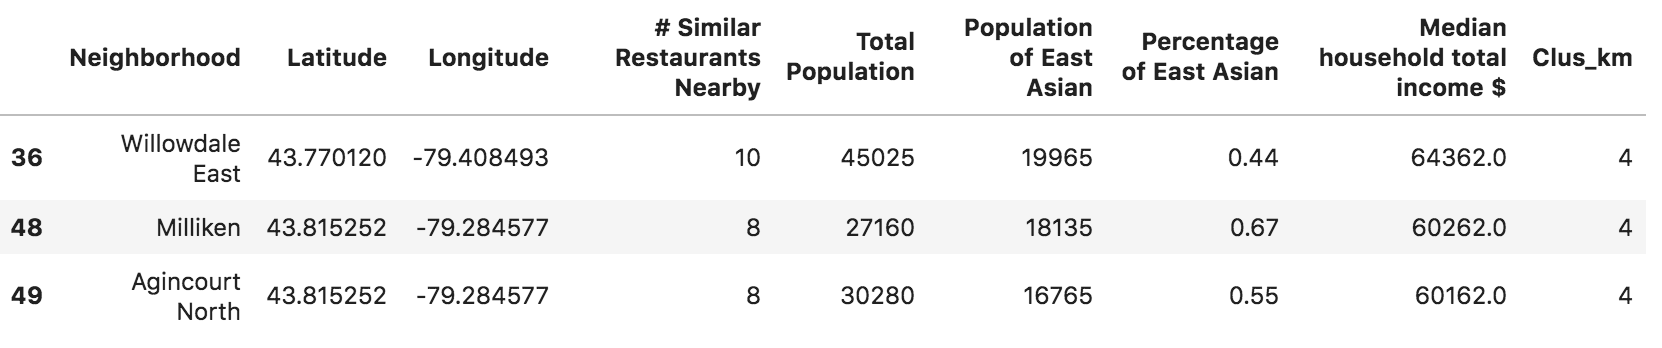 Neighborhood Latitude Longitude # Similar Restaurants Nearby Total Population Population of East Asian Percentage of East Asian Median household total income $ Clus_km
36 Willowdale East 43.770120 -79.408493 10 45025 19965 0.44 64362.0 4
48 Milliken 43.815252 -79.284577 8 27160 18135 0.67 60262.0 4
49 Agincourt North 43.815252 -79.284577 8 30280 16765 0.55 60162.0 4